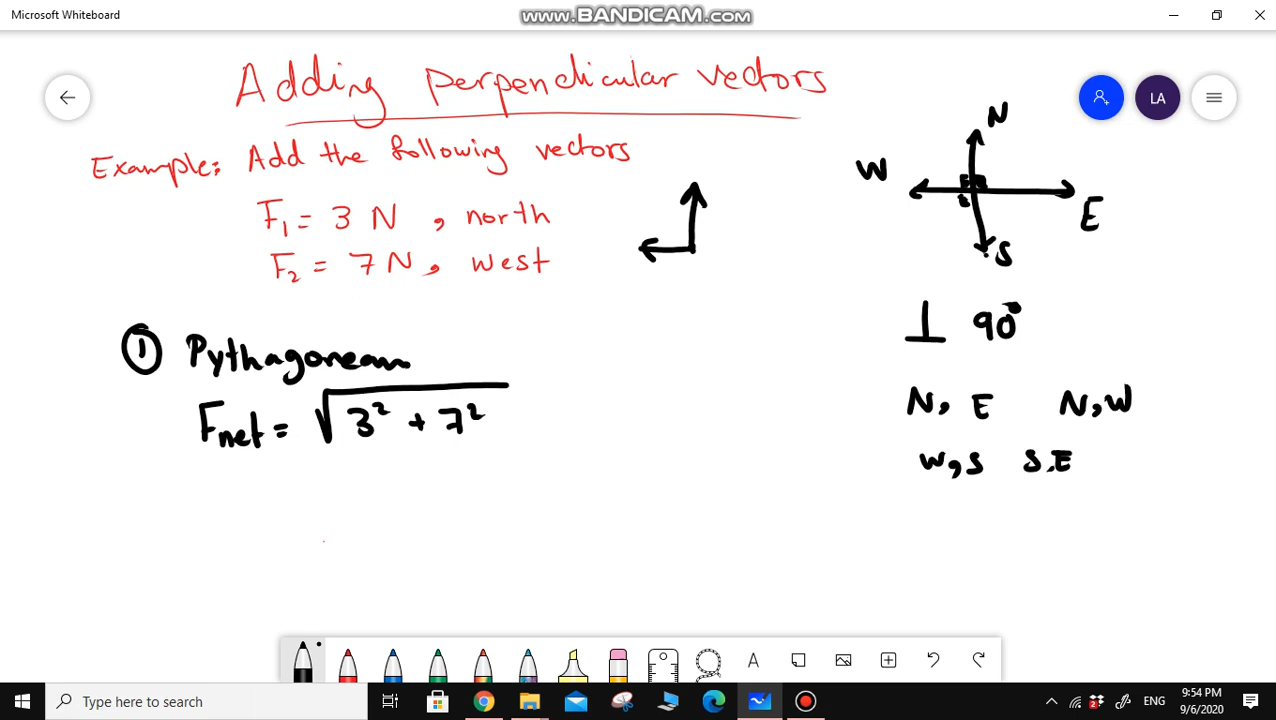 Microsoft Whiteboard
www.BANDICAM.com
Adding perpendicular vectors
Example: Add the following vectors
F₁ = 3 N , north
F₂ = 7 N , west
N
W
E
S
LA
① Pythagorean
Fnet = √3² + 7²
⊥ 90°
N, E N, W
W, S S.E
A
Type here to search
ENG
9:54 PM
9/6/2020
2